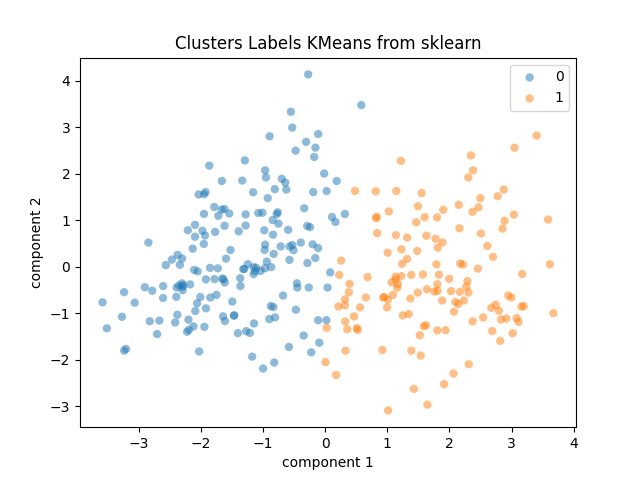 Clusters Labels KMeans from sklearn
0
1
4
3
2
1
0
−1
−2
−3
component 2
−3 −2 −1 0 1 2 3 4
component 1